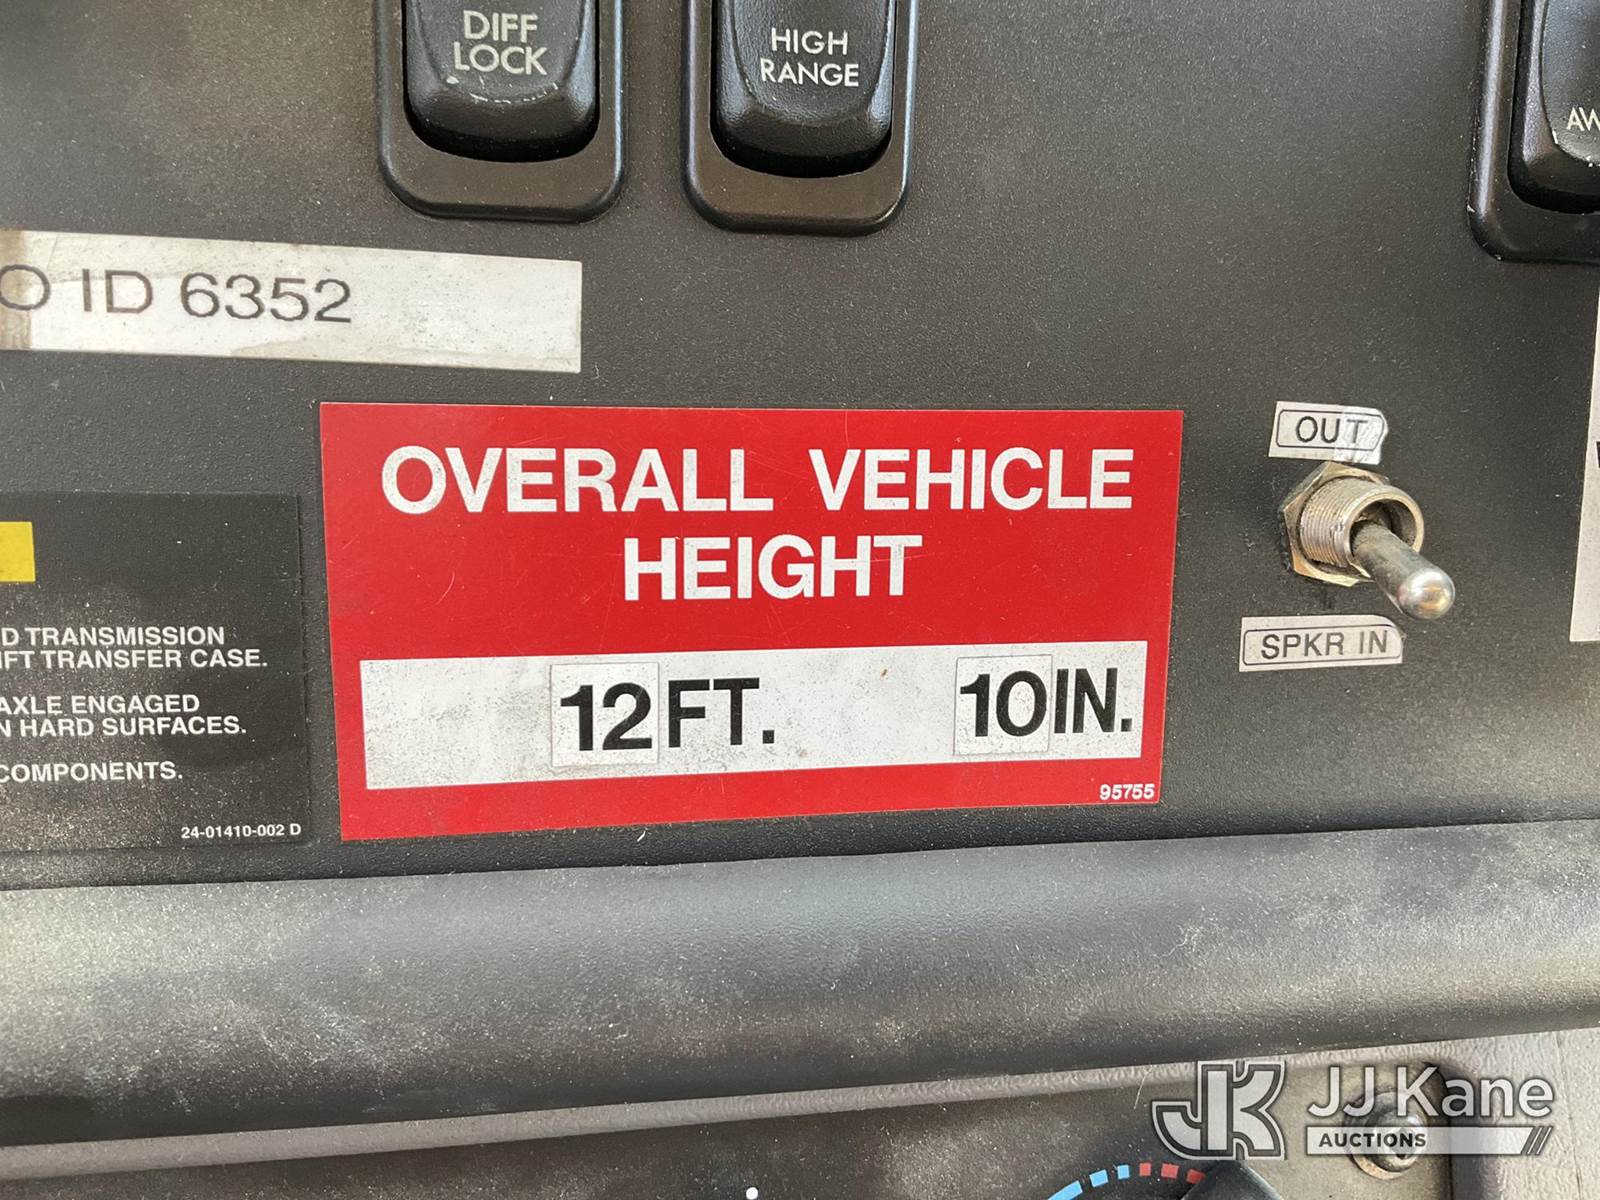 DIFF
LOCK
HIGH
RANGE
O ID 6352
OVERALL VEHICLE
HEIGHT
12 FT. 10 IN.
95755
OUT
SPKR IN
D TRANSMISSION
IFT TRANSFER CASE.
AXLE ENGAGED
N HARD SURFACES.
COMPONENTS.
24-01410-002 D
JK
JJ Kane
AUCTIONS